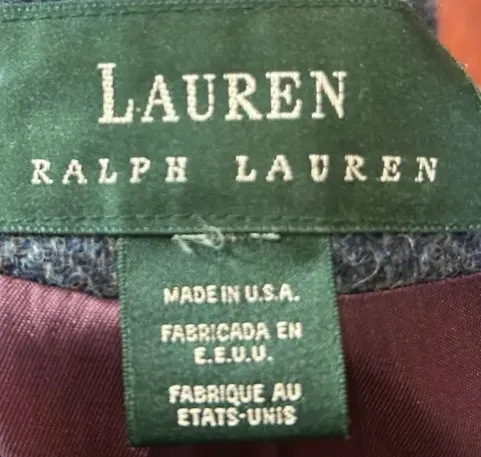 LAUREN
RALPH LAUREN
MADE IN U.S.A.
FABRICADA EN
E.E.U.U.
FABRIQUE AU
ETATS-UNIS